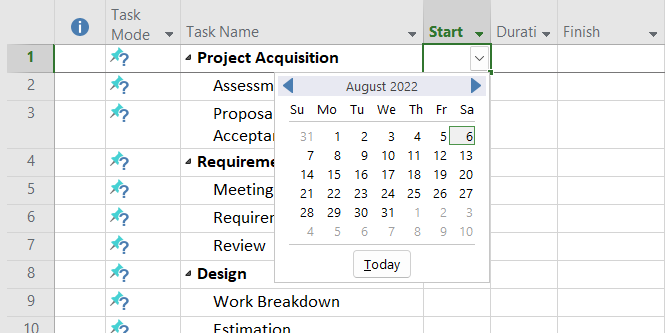 Task Mode Task Name Start Durati Finish
1 ? Project Acquisition
August 2022
2 ? Assessm
Su Mo Tu We Th Fr Sa
3 ? Proposa
Acceptan
31 1 2 3 4 5 6
7 8 9 10 11 12 13
4 ? Requireme
14 15 16 17 18 19 20
5 ? Meeting
21 22 23 24 25 26 27
6 ? Requiren
28 29 30 31 1 2 3
7 ? Review
4 5 6 7 8 9 10
Today
8 ? Design
9 ? Work Breakdown
10 ? Estimation